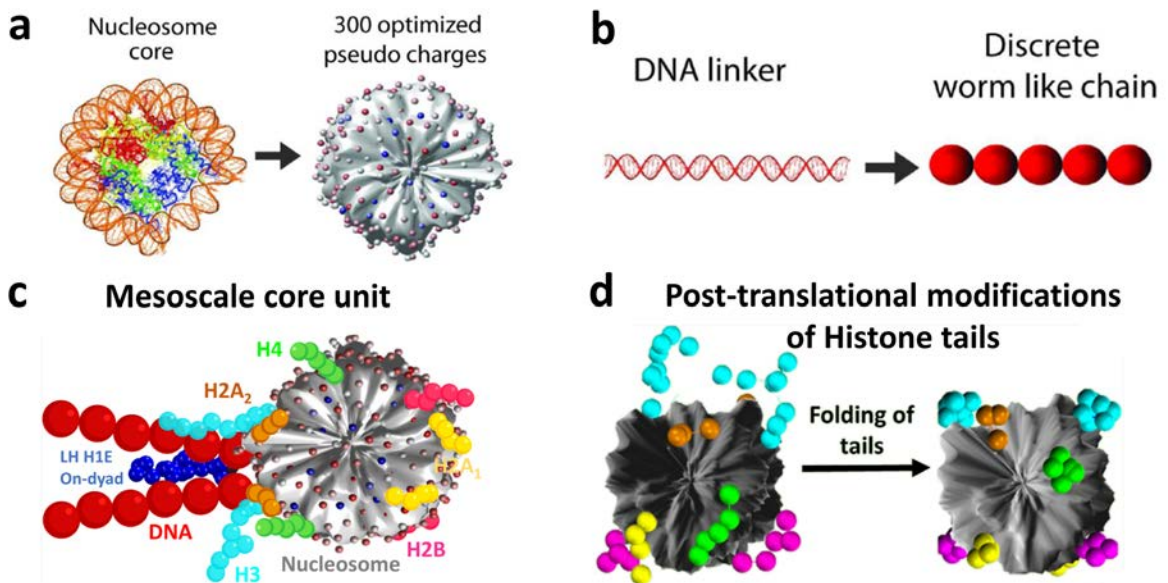 a
Nucleosome
core
300 optimized
pseudo charges
b
DNA linker
Discrete
worm like chain
c
Mesoscale core unit
H4
H2A₂
LH H1E
On-dyad
DNA
H3
Nucleosome
H2A₁
H2B
d
Post-translational modifications
of Histone tails
Folding of
tails